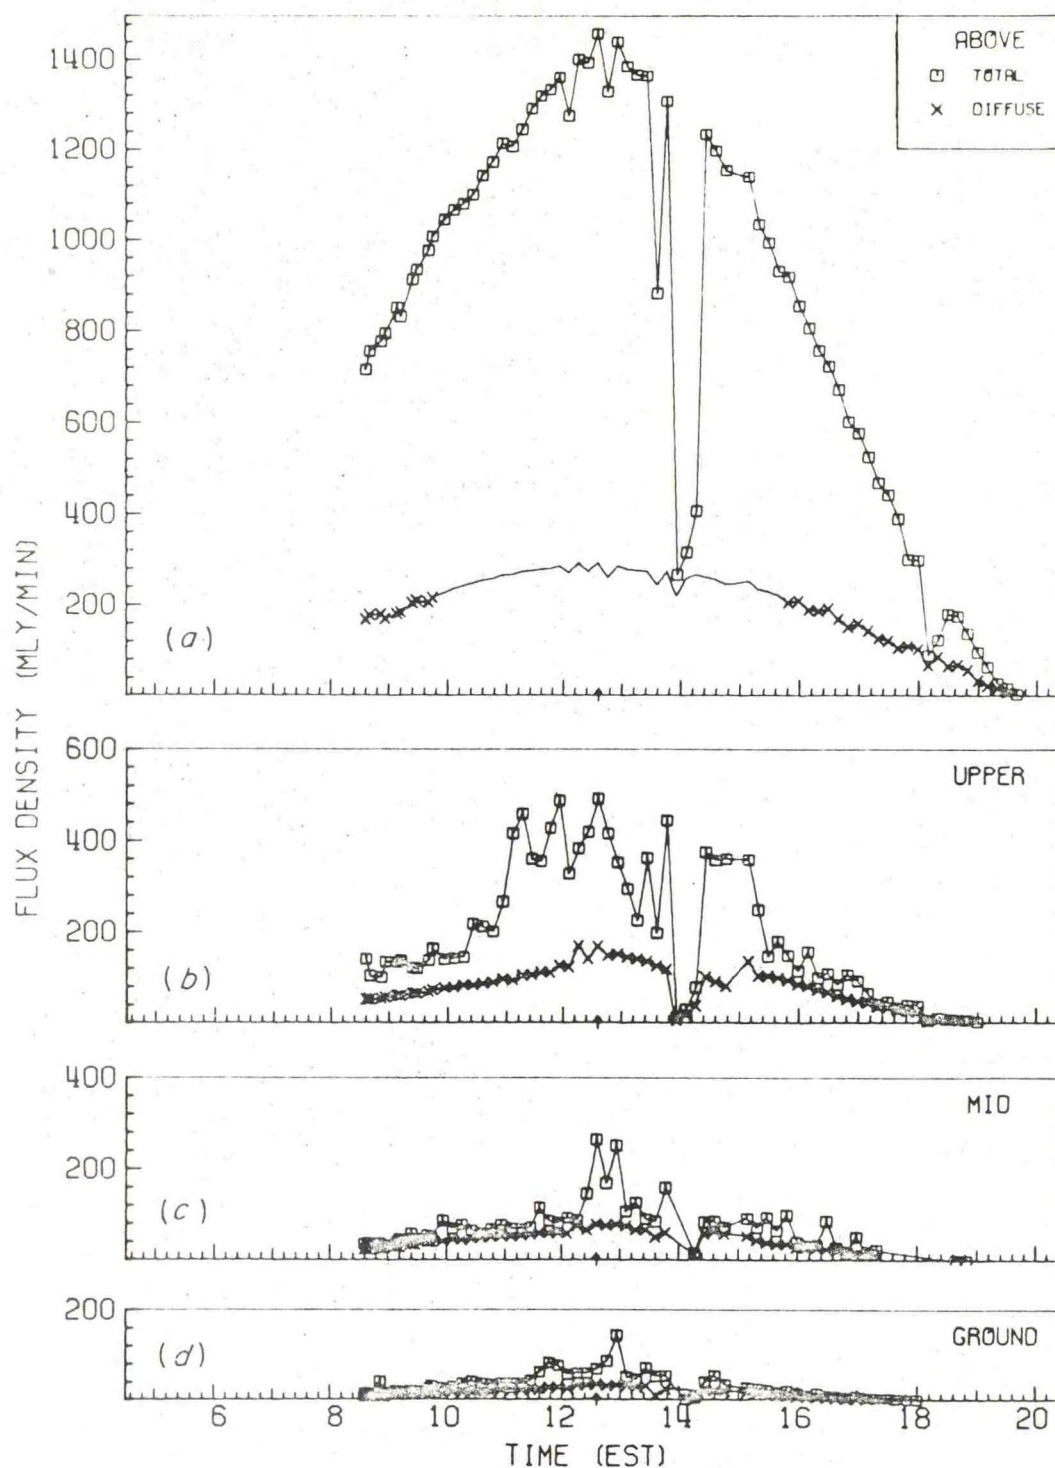 1400
1200
1000
800
600
400
200
ABOVE
TOTAL
DIFFUSE
(a)
FLUX DENSITY (MLY/MIN)
600
400
200
UPPER
(b)
400
200
MID
(c)
200
GROUND
(d)
6 8 10 12 14 16 18 20
TIME (EST)